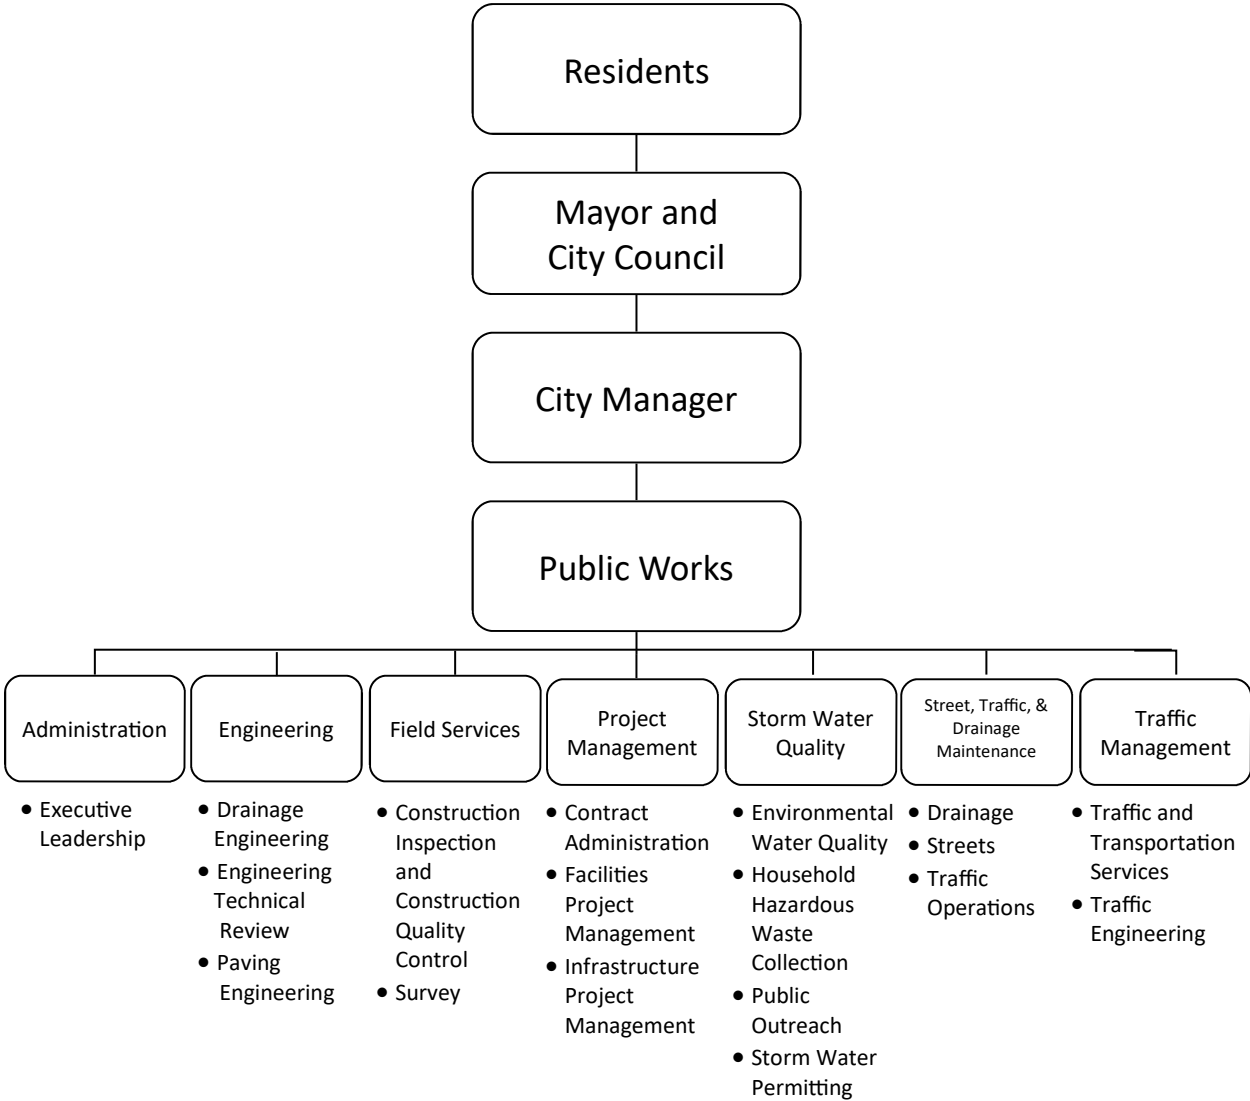 Residents
Mayor and
City Council
City Manager
Public Works
Administration
• Executive
Leadership
Engineering
• Drainage
Engineering
• Engineering
Technical
Review
• Paving
Engineering
Field Services
• Construction
Inspection
and
Construction
Quality
Control
• Survey
Project
Management
• Contract
Administration
• Facilities
Project
Management
• Infrastructure
Project
Management
Storm Water
Quality
• Environmental
Water Quality
• Household
Hazardous
Waste
Collection
• Public
Outreach
• Storm Water
Permitting
Street, Traffic, &
Drainage
Maintenance
• Drainage
• Streets
• Traffic
Operations
Traffic
Management
• Traffic and
Transportation
Services
• Traffic
Engineering